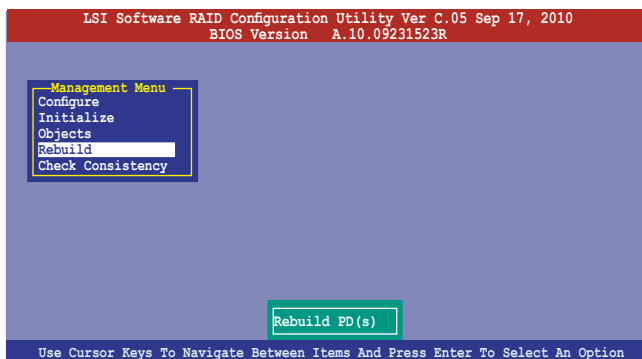 LSI Software RAID Configuration Utility Ver C.05 Sep 17, 2010
BIOS Version A.10.09231523R
Management Menu
Configure
Initialize
Objects
Rebuild
Check Consistency
Rebuild PD(s)
Use Cursor Keys To Navigate Between Items And Press Enter To Select An Option